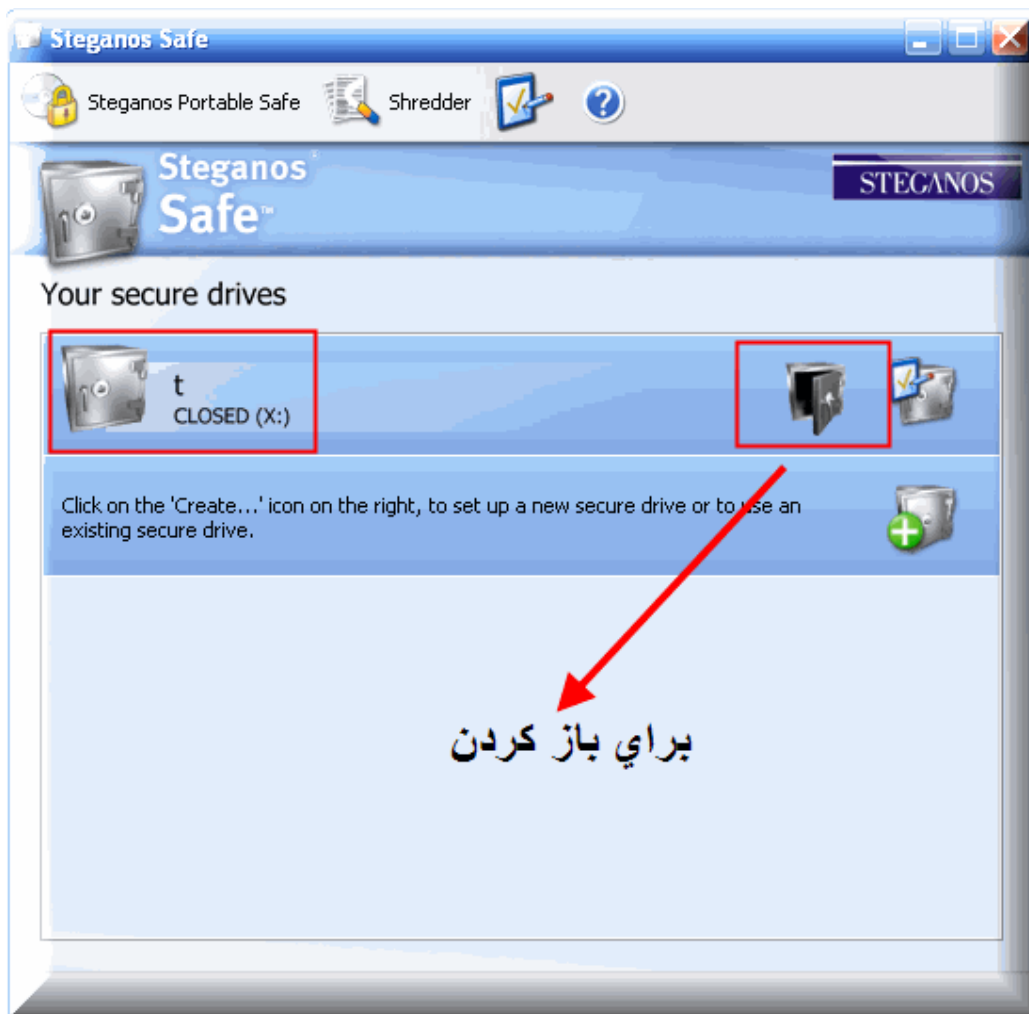 Steganos Safe
Steganos Portable Safe Shredder ?
Steganos®
Safe™
STEGANOS
Your secure drives
t
CLOSED (X:)
Click on the 'Create...' icon on the right, to set up a new secure drive or to use an
existing secure drive.
براي باز كردن